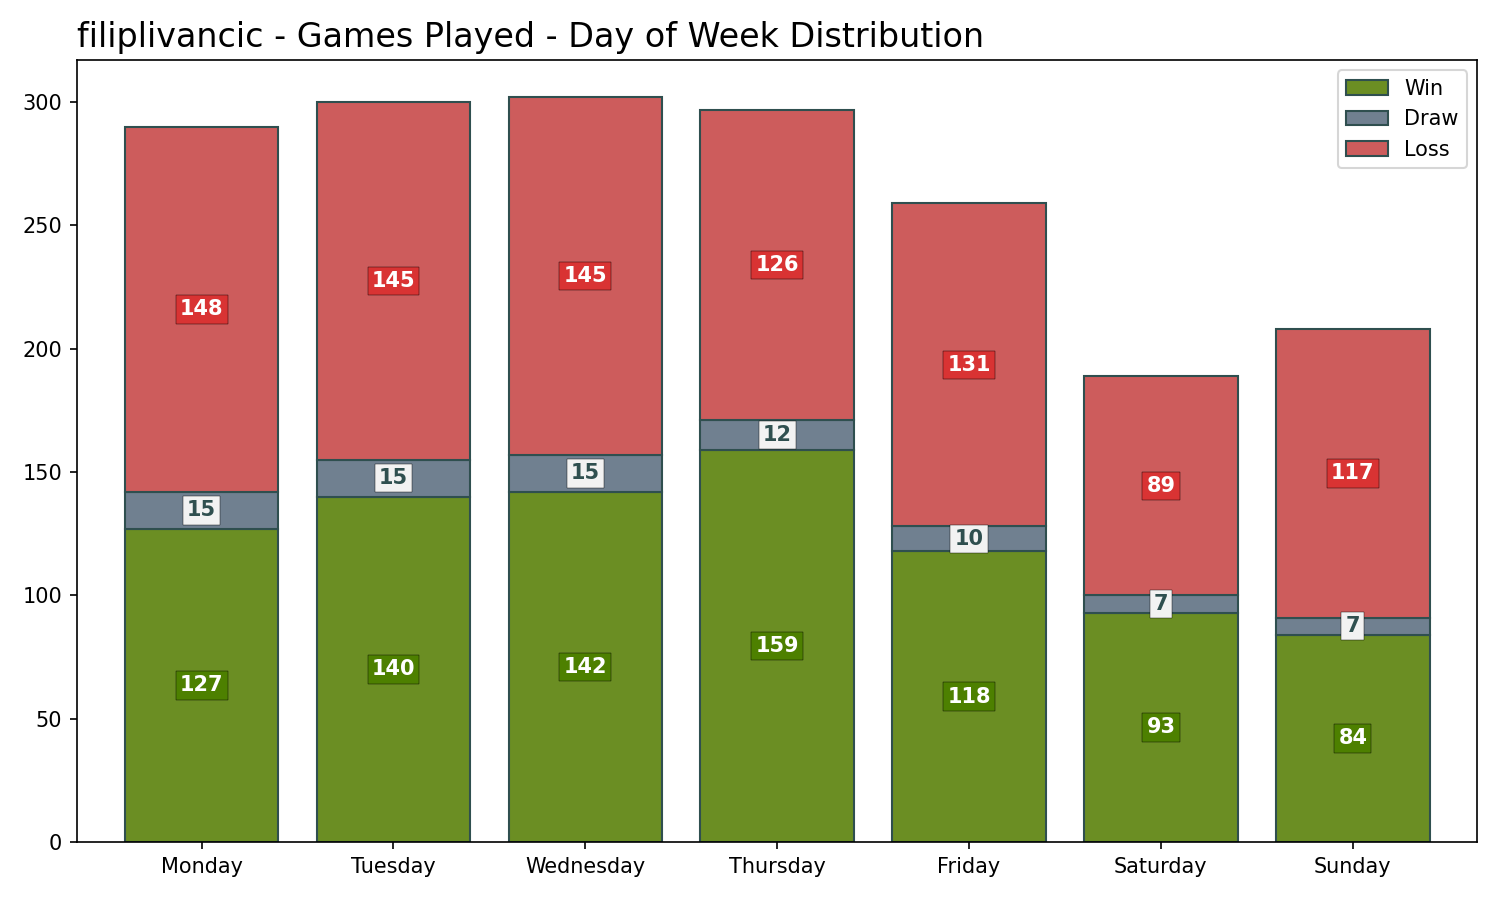 filiplivancic - Games Played - Day of Week Distribution
Win
Draw
Loss
300
250
200
150
100
50
0
148
145
145
126
131
89
117
15
15
15
12
10
7
7
127
140
142
159
118
93
84
Monday
Tuesday
Wednesday
Thursday
Friday
Saturday
Sunday